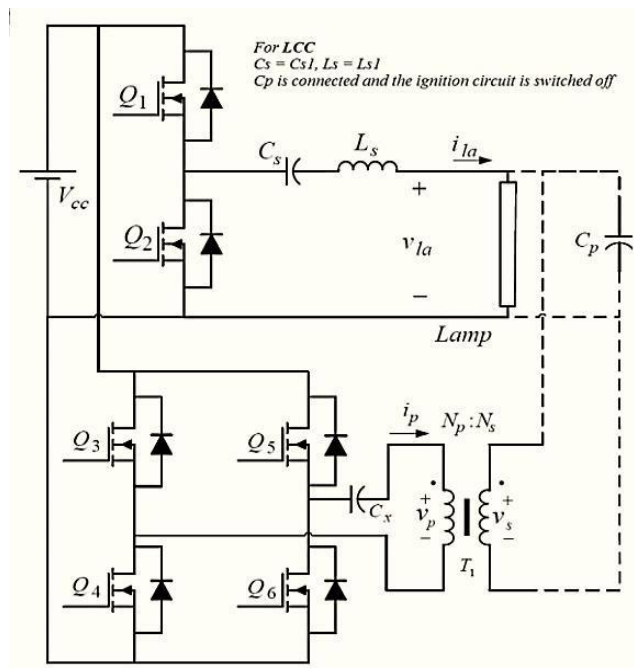 For LCC
Cs = Cs1, Ls = Ls1
Cp is connected and the ignition circuit is switched off
Q1
Cs
Ls
ila
Vcc
+
Q2
vla
Cp
−
Lamp
ip
Np:Ns
Q3
Q5
Cx
+
vp
−
+
vs
−
T1
Q4
Q6